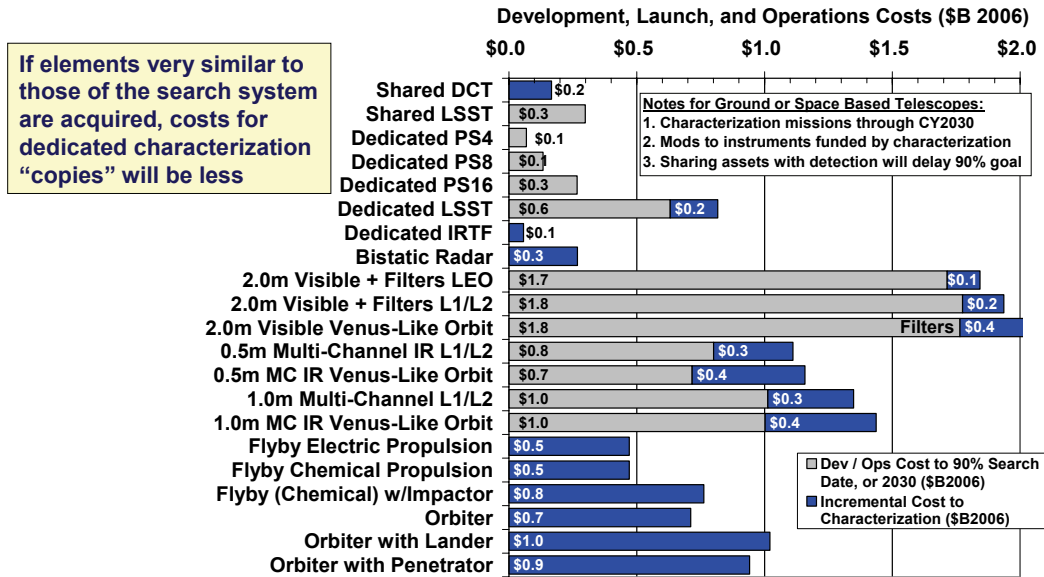 Development, Launch, and Operations Costs ($B 2006)
$0.0 $0.5 $1.0 $1.5 $2.0
If elements very similar to
those of the search system
are acquired, costs for
dedicated characterization
“copies” will be less
Notes for Ground or Space Based Telescopes:
1. Characterization missions through CY2030
2. Mods to instruments funded by characterization
3. Sharing assets with detection will delay 90% goal
Shared DCT $0.2
Shared LSST $0.3
Dedicated PS4 $0.1
Dedicated PS8 $0.1
Dedicated PS16 $0.3
Dedicated LSST $0.6 $0.2
Dedicated IRTF $0.1
Bistatic Radar $0.3
2.0m Visible + Filters LEO $1.7 $0.1
2.0m Visible + Filters L1/L2 $1.8 $0.2
2.0m Visible Venus-Like Orbit $1.8 Filters $0.4
0.5m Multi-Channel IR L1/L2 $0.8 $0.3
0.5m MC IR Venus-Like Orbit $0.7 $0.4
1.0m Multi-Channel L1/L2 $1.0 $0.3
1.0m MC IR Venus-Like Orbit $1.0 $0.4
Flyby Electric Propulsion $0.5
Flyby Chemical Propulsion $0.5
Flyby (Chemical) w/Impactor $0.8
Orbiter $0.7
Orbiter with Lander $1.0
Orbiter with Penetrator $0.9
Dev / Ops Cost to 90% Search
Date, or 2030 ($B2006)
Incremental Cost to
Characterization ($B2006)